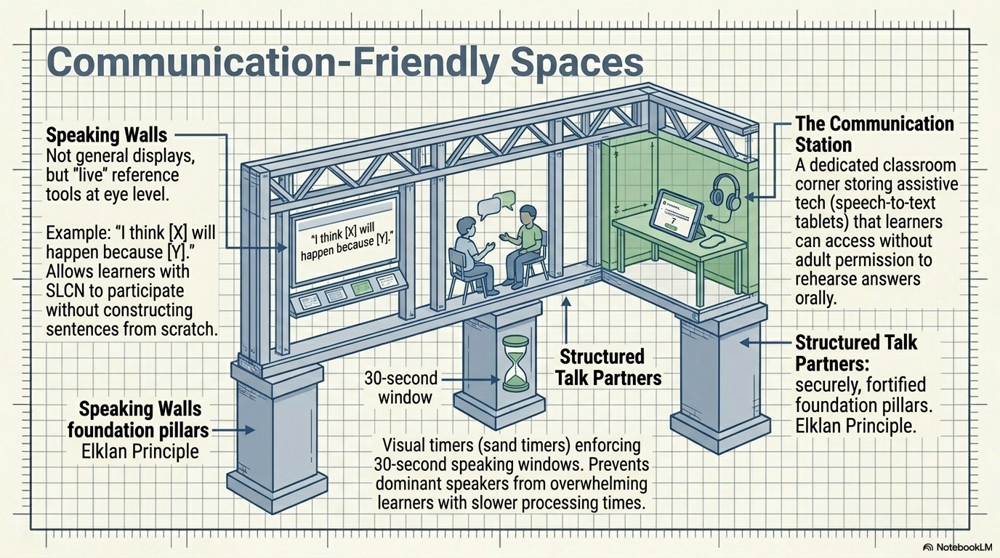 Communication-Friendly Spaces
Speaking Walls
Not general displays,
but "live" reference
tools at eye level.
Example: "I think [X] will
happen because [Y]."
Allows learners with
SLCN to participate
without constructing
sentences from scratch.
"I think [X] will
happen because [Y]."
The Communication
Station
A dedicated classroom
corner storing assistive
tech (speech-to-text
tablets) that learners
can access without
adult permission to
rehearse answers
orally.
Speaking Walls
foundation pillars
Elklan Principle
30-second
window
Structured
Talk Partners
Visual timers (sand timers) enforcing
30-second speaking windows. Prevents
dominant speakers from overwhelming
learners with slower processing times.
Structured Talk
Partners:
securely, fortified
foundation pillars.
Elklan Principle.
NotebookLM